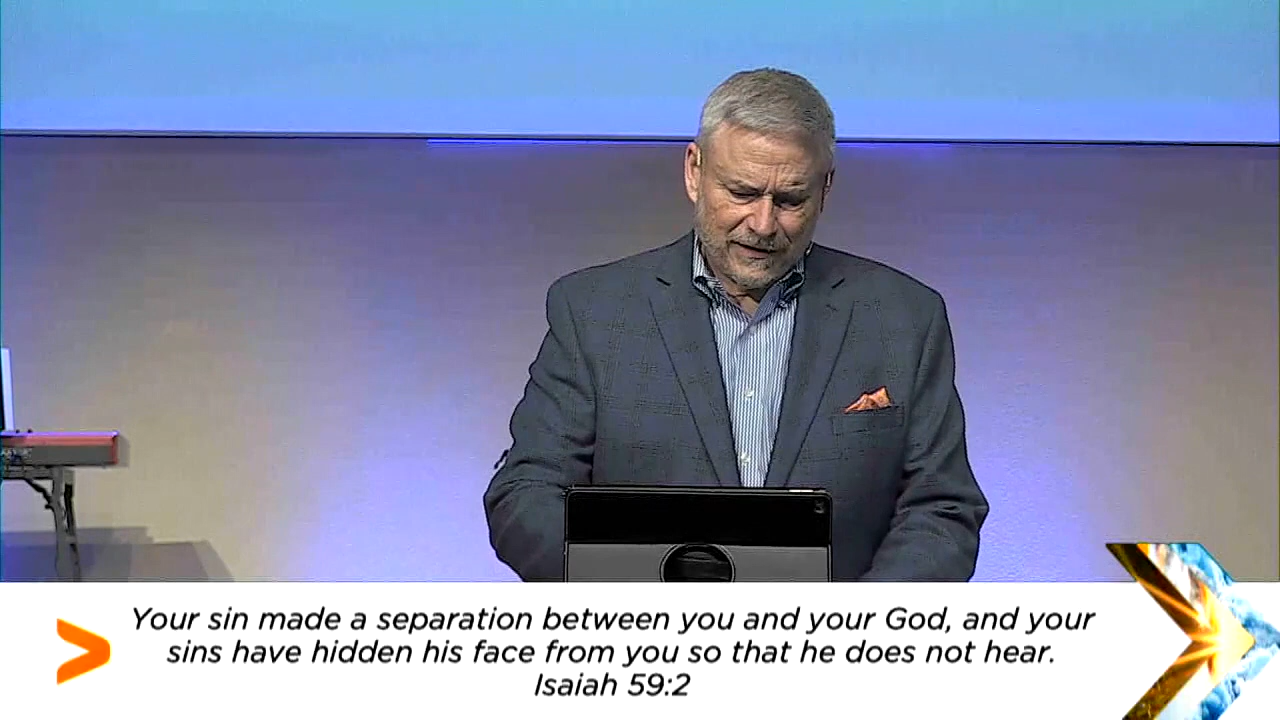 Your sin made a separation between you and your God, and your
sins have hidden his face from you so that he does not hear.
Isaiah 59:2